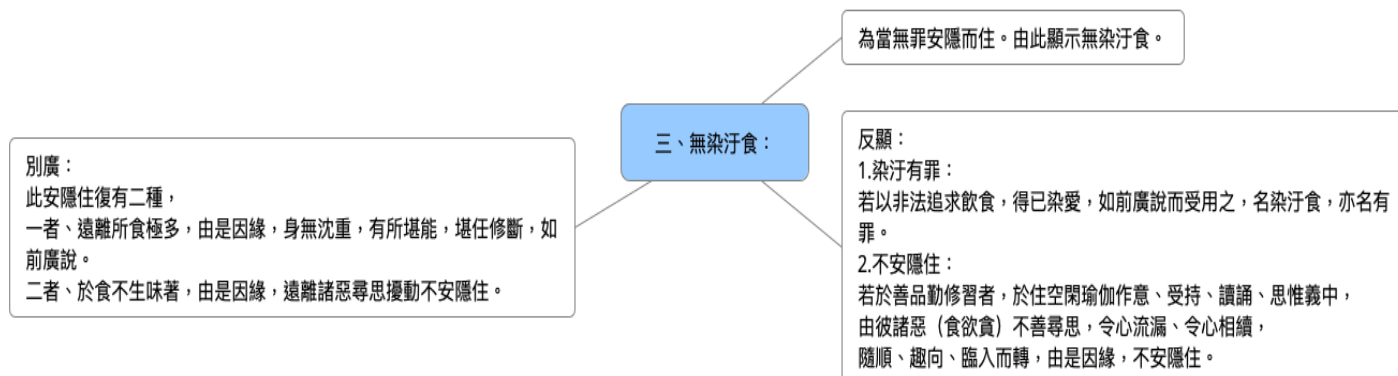 為當無罪安隱而住。由此顯示無染汙食。
三、無染汙食：
反顯：
1.染汙有罪：
若以非法追求飲食，得已染愛，如前廣說而受用之，名染汙食，亦名有
罪。
2.不安隱住：
若於善品勤修習者，於住空閑瑜伽作意、受持、讀誦、思惟義中，
由彼諸惡（食欲貪）不善尋思，令心流漏、令心相續，
隨順、趣向、臨入而轉，由是因緣，不安隱住。
別廣：
此安隱住復有二種，
一者、遠離所食極多，由是因緣，身無沈重，有所堪能，堪任修斷，如
前廣說。
二者、於食不生味著，由是因緣，遠離諸惡尋思擾動不安隱住。